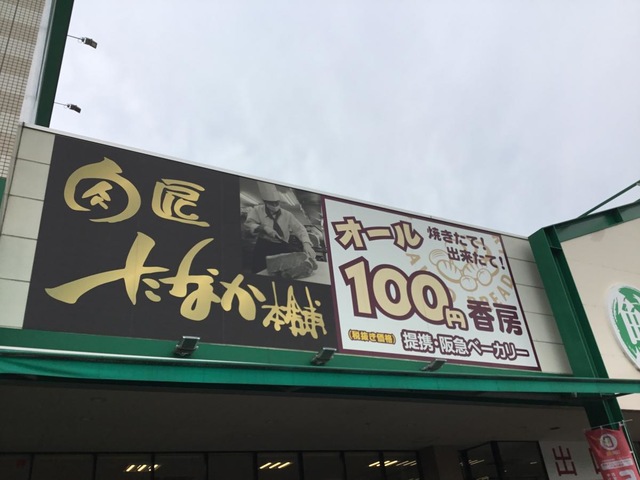 肉匠
たなか本舗
オール
焼きたて!
出来たて!
100円
香房
(税抜き価格)
提携・阪急ベーカリー
出